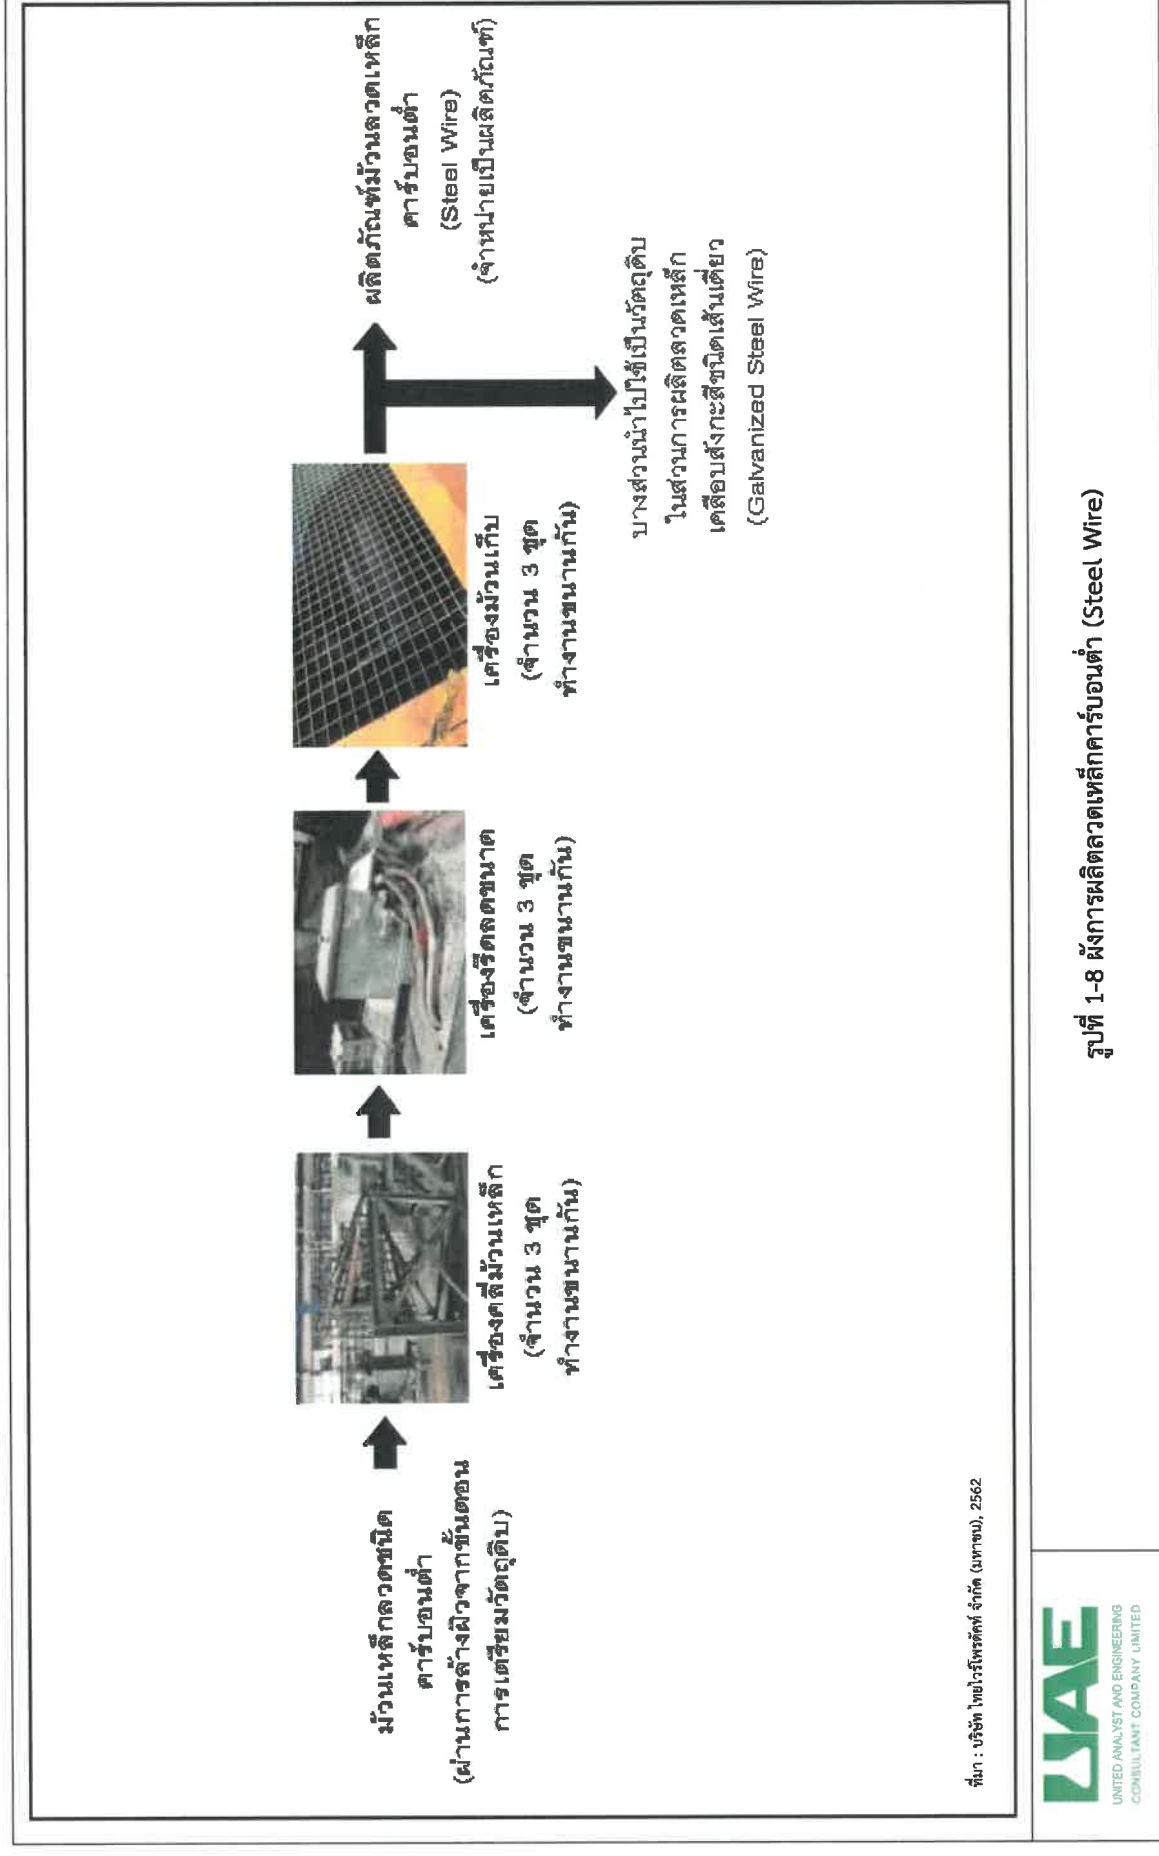 ม้วนเหล็กลวดชนิด
คาร์บอนต่ำ
(ผ่านการล้างผิวจากขั้นตอน
การเตรียมวัตถุดิบ)
เครื่องคลี่ม้วนเหล็ก
(จำนวน 3 ชุด
ทำงานขนานกัน)
เครื่องรีดลดขนาด
(จำนวน 3 ชุด
ทำงานขนานกัน)
เครื่องม้วนเก็บ
(จำนวน 3 ชุด
ทำงานขนานกัน)
ผลิตภัณฑ์ม้วนลวดเหล็ก
คาร์บอนต่ำ
(Steel Wire)
(จำหน่ายเป็นผลิตภัณฑ์)
บางส่วนนำไปใช้เป็นวัตถุดิบ
ในส่วนการผลิตลวดเหล็ก
เคลือบสังกะสีชนิดเส้นเดียว
(Galvanized Steel Wire)
ที่มา : บริษัท ไทยไวร์โพรดัคท์ จำกัด (มหาชน), 2562
UAE
UNITED ANALYST AND ENGINEERING
CONSULTANT COMPANY LIMITED
รูปที่ 1-8 ผังการผลิตลวดเหล็กคาร์บอนต่ำ (Steel Wire)